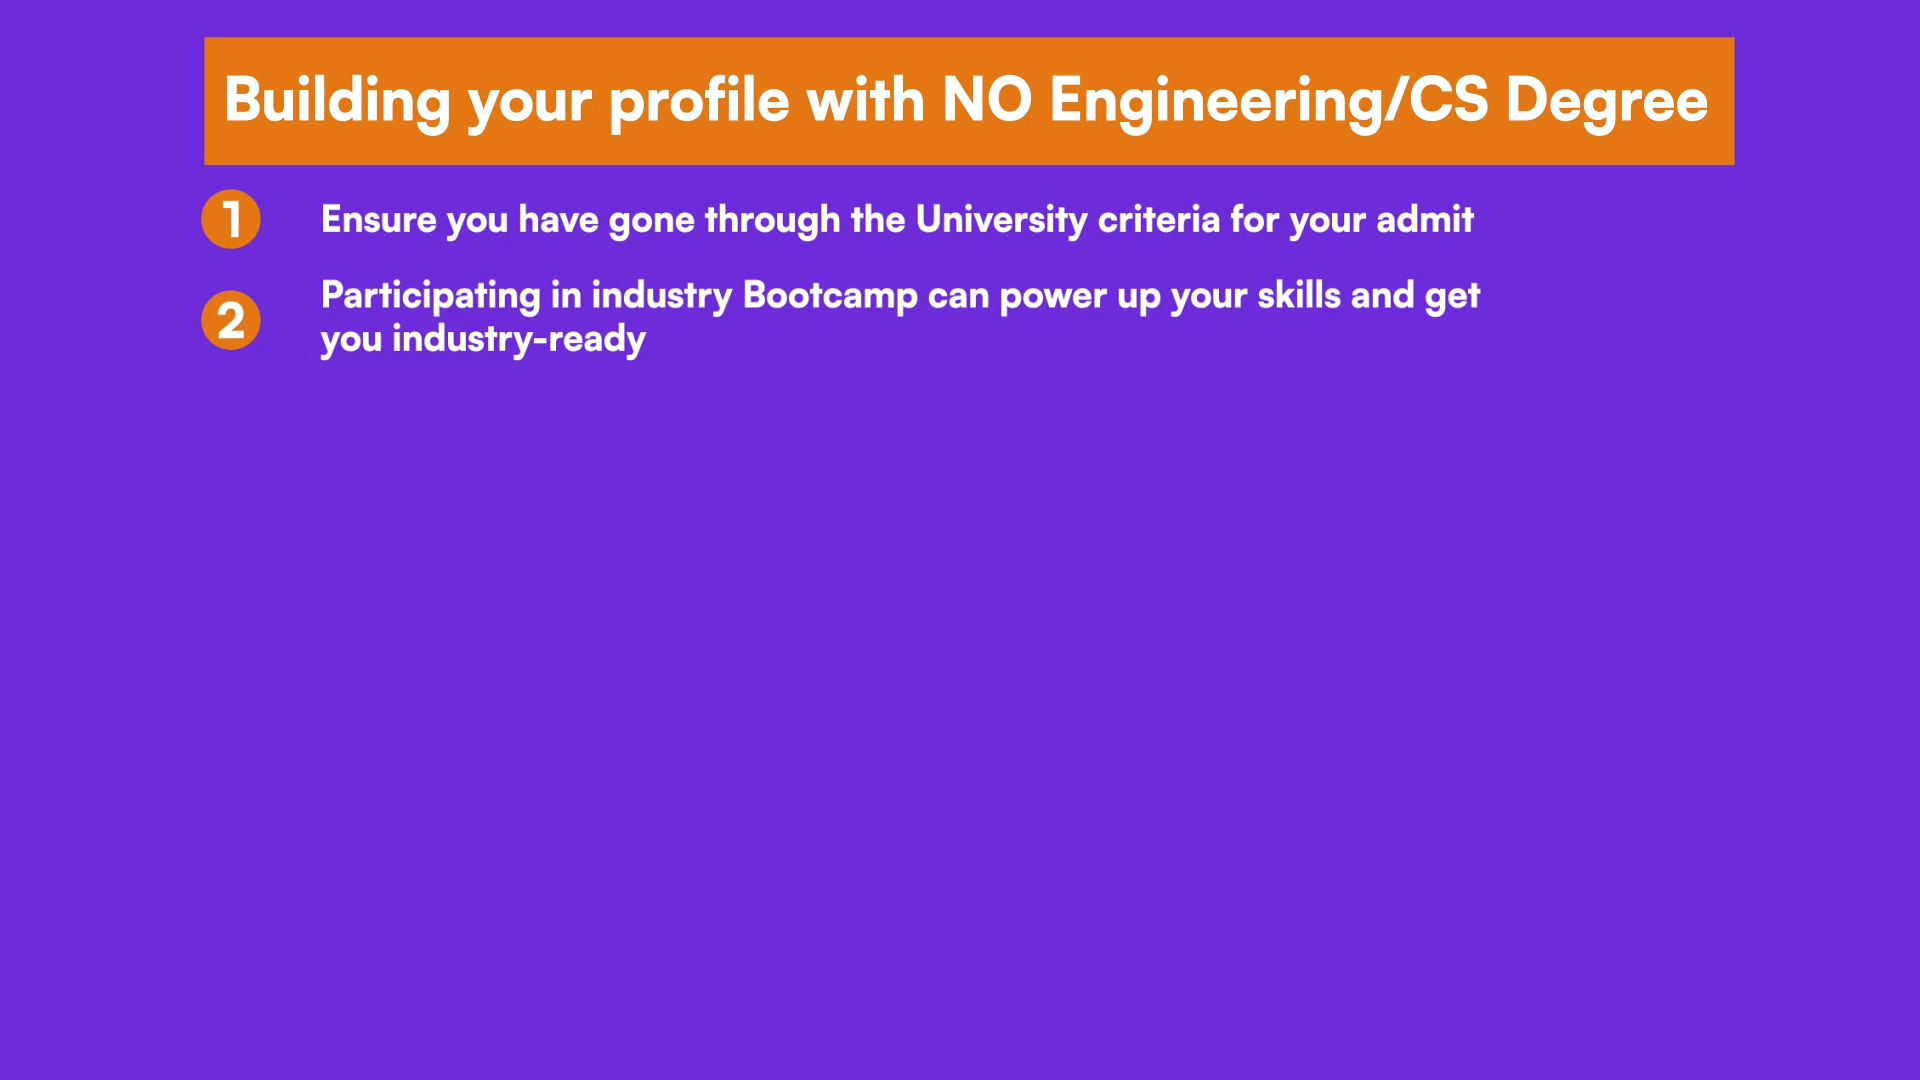 Building your profile with NO Engineering/CS Degree
1 Ensure you have gone through the University criteria for your admit
2 Participating in industry Bootcamp can power up your skills and get
you industry-ready